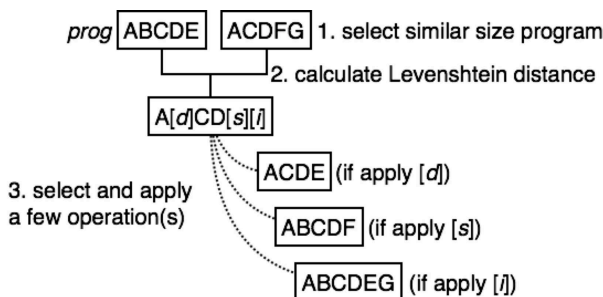 prog ABCDE ACDFG 1. select similar size program
2. calculate Levenshtein distance
A[d]CD[s][i]
ACDE (if apply [d])
3. select and apply
a few operation(s)
ABCDF (if apply [s])
ABCDEG (if apply [i])